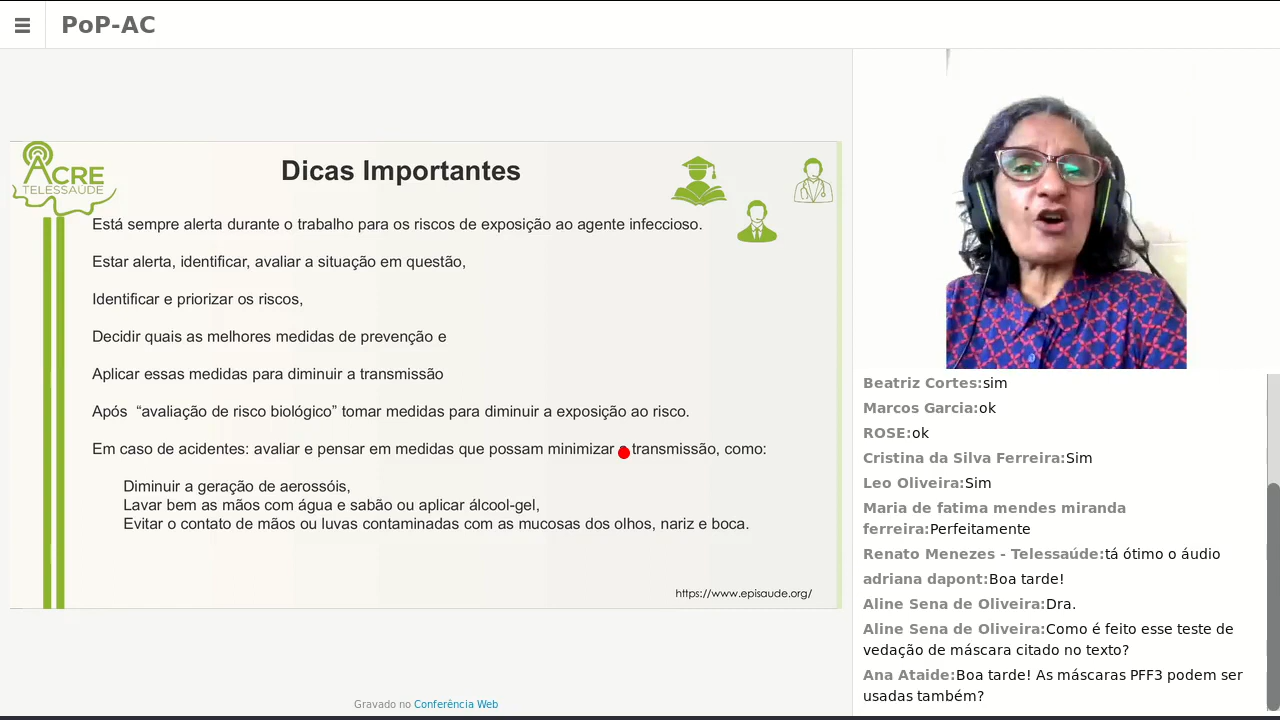 PoP-AC
ACRE
TELESSAÚDE
Dicas Importantes
Está sempre alerta durante o trabalho para os riscos de exposição ao agente infeccioso.
Estar alerta, identificar, avaliar a situação em questão,
Identificar e priorizar os riscos,
Decidir quais as melhores medidas de prevenção e
Aplicar essas medidas para diminuir a transmissão
Após “avaliação de risco biológico” tomar medidas para diminuir a exposição ao risco.
Em caso de acidentes: avaliar e pensar em medidas que possam minimizar transmissão, como:
Diminuir a geração de aerossóis,
Lavar bem as mãos com água e sabão ou aplicar álcool-gel,
Evitar o contato de mãos ou luvas contaminadas com as mucosas dos olhos, nariz e boca.
https://www.episaude.org/
Gravado no Conferência Web
Beatriz Cortes:sim
Marcos Garcia:ok
ROSE:ok
Cristina da Silva Ferreira:Sim
Leo Oliveira:Sim
Maria de fatima mendes miranda
ferreira:Perfeitamente
Renato Menezes - Telessaúde:tá ótimo o áudio
adriana dapont:Boa tarde!
Aline Sena de Oliveira:Dra.
Aline Sena de Oliveira:Como é feito esse teste de
vedação de máscara citado no texto?
Ana Ataide:Boa tarde! As máscaras PFF3 podem ser
usadas também?